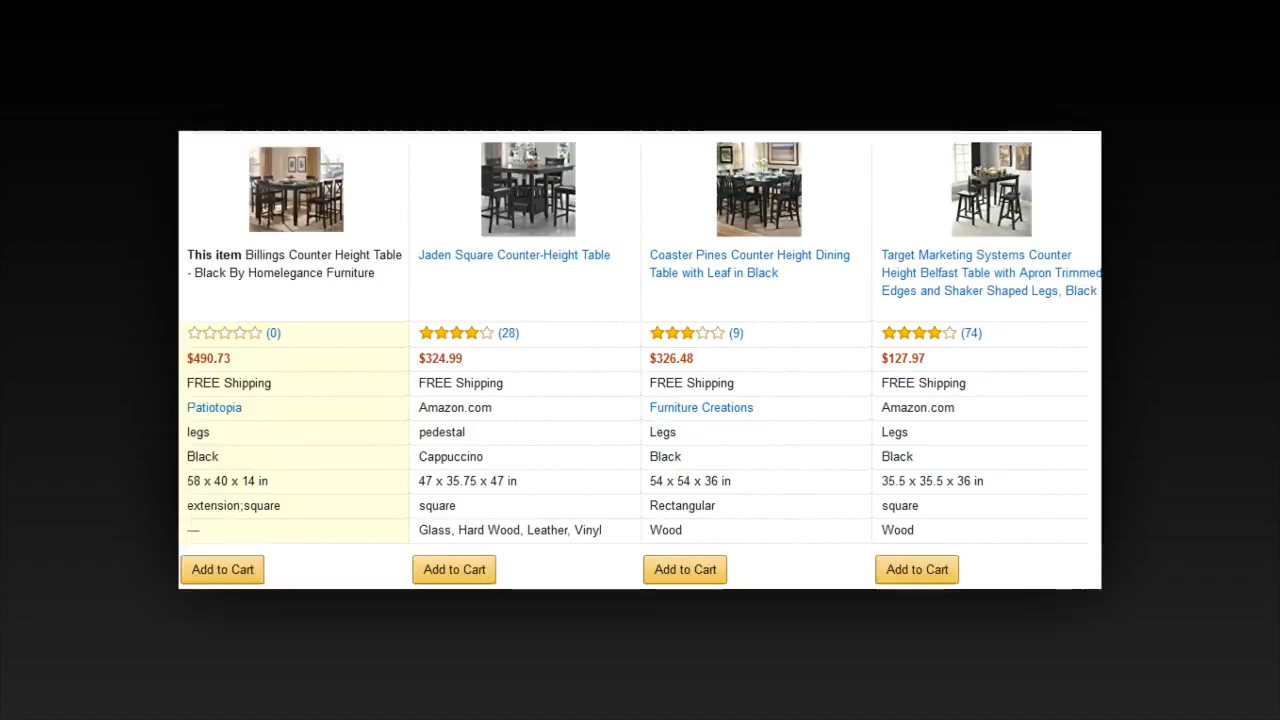 This item Billings Counter Height Table
- Black By Homelegance Furniture
Jaden Square Counter-Height Table
Coaster Pines Counter Height Dining
Table with Leaf in Black
Target Marketing Systems Counter
Height Belfast Table with Apron Trimmed
Edges and Shaker Shaped Legs, Black
(0)
(28)
(9)
(74)
$490.73
$324.99
$326.48
$127.97
FREE Shipping
FREE Shipping
FREE Shipping
FREE Shipping
Patiotopia
Amazon.com
Furniture Creations
Amazon.com
legs
pedestal
Legs
Legs
Black
Cappuccino
Black
Black
58 x 40 x 14 in
47 x 35.75 x 47 in
54 x 54 x 36 in
35.5 x 35.5 x 36 in
extension;square
square
Rectangular
square
—
Glass, Hard Wood, Leather, Vinyl
Wood
Wood
Add to Cart
Add to Cart
Add to Cart
Add to Cart